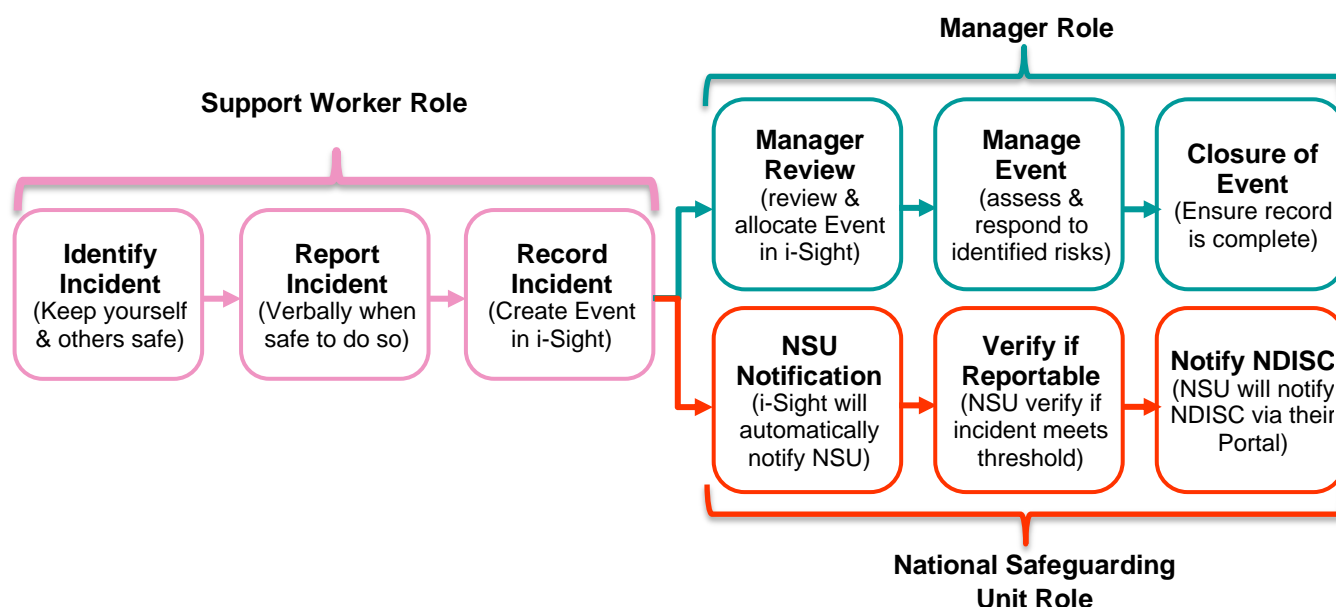 Manager Role
Support Worker Role
Identify
Incident
(Keep yourself
& others safe)
Report
Incident
(Verbally when
safe to do so)
Record
Incident
(Create Event
in i-Sight)
Manager
Review
(review &
allocate Event
in i-Sight)
Manage
Event
(assess &
respond to
identified risks)
Closure of
Event
(Ensure record
is complete)
NSU
Notification
(i-Sight will
automatically
notify NSU)
Verify if
Reportable
(NSU verify if
incident meets
threshold)
Notify NDISC
(NSU will notify
NDISC via their
Portal)
National Safeguarding
Unit Role